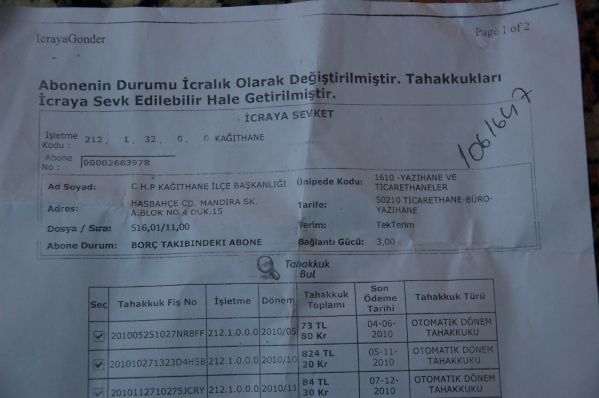 IcrayaGonder
Page 1 of 2
Abonenin Durumu İcralık Olarak Değiştirilmiştir. Tahakkukları
İcraya Sevk Edilebilir Hale Getirilmiştir.
İCRAYA SEVKET
1061647
İşletme Kodu : 212, 1, 32, 0, 0 KAĞITHANE
Abone No : 00002663978
Ad Soyad: C.H.P KAĞITHANE İLÇE BAŞKANLIĞI Ünipede Kodu: 1610 -YAZIHANE VE TİCARETHANELER
Adres: HASBAHÇE CD. MANDIRA SK. A.BLOK NO.4 DUK.15 Tarife: 50210 TİCARETHANE-BÜRO-YAZIHANE
Dosya / Sıra: 516,01/11,00 Terim: TekTerim
Abone Durum: BORÇ TAKIBINDEKI ABONE Bağlantı Gücü: 3,00
Tahakkuk
Bul
Seç Tahakkuk Fiş No İşletme Dönem Tahakkuk Toplamı Son Ödeme Tarihi Tahakkuk Türü
201005251027NR8FF 212.1.0.0.0 2010/05 73 TL 80 Kr 04-06-2010 OTOMATİK DÖNEM TAHAKKUKU
201010271323D4H5B 212.1.0.0.0 2010/10 824 TL 20 Kr 05-11-2010 OTOMATİK DÖNEM TAHAKKUKU
2010112710275JCRY 212.1.0.0.0 2010/11 84 TL 30 Kr 07-12-2010 OTOMATİK DÖNEM TAHAKKUKU